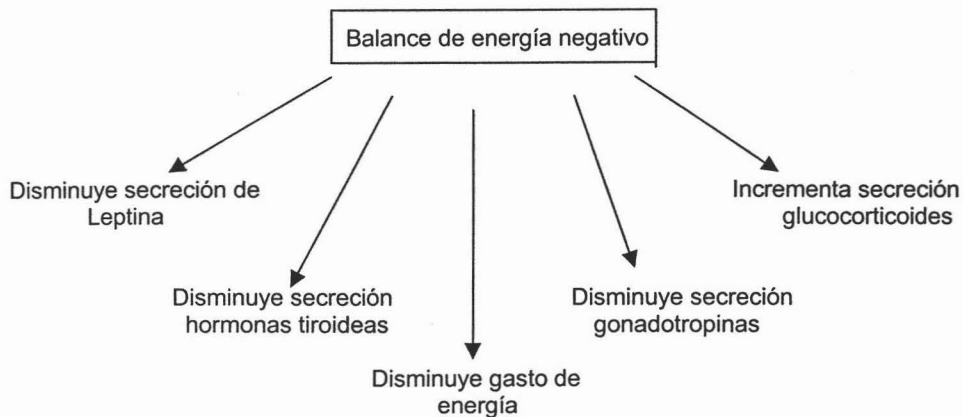 Balance de energía negativo
Disminuye secreción de
Leptina
Incrementa secreción
glucocorticoides
Disminuye secreción
hormonas tiroideas
Disminuye secreción
gonadotropinas
Disminuye gasto de
energía